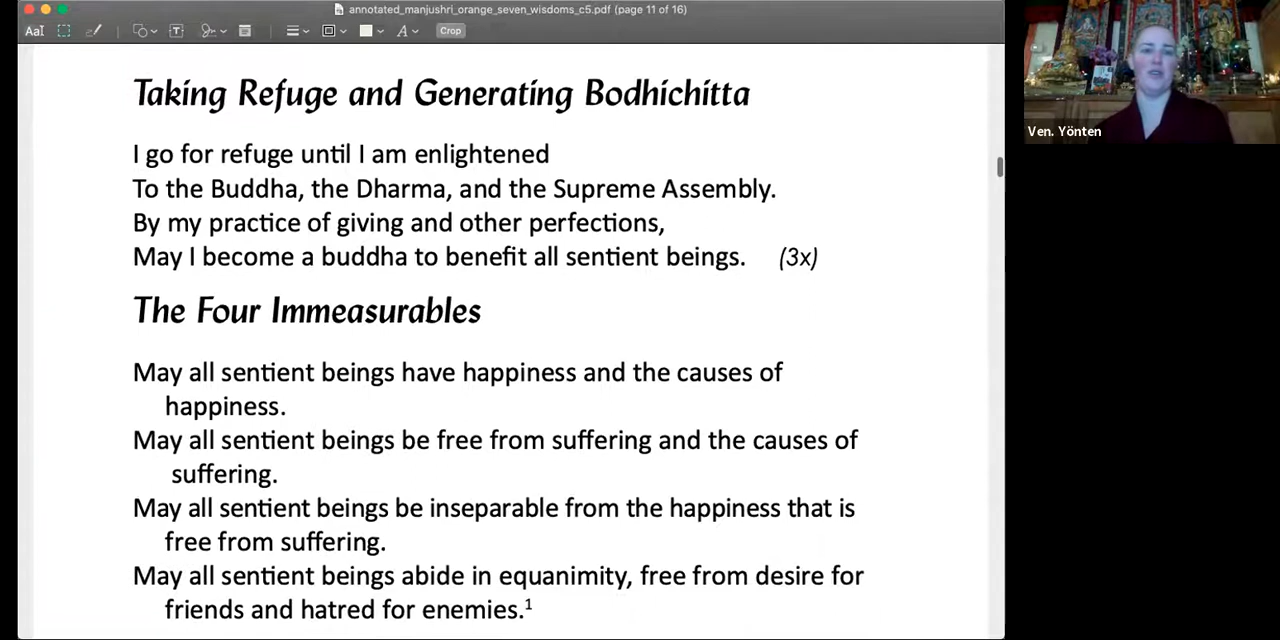 annotated_manjushri_orange_seven_wisdoms_c5.pdf (page 11 of 16)
AaI
T
A
Crop
Taking Refuge and Generating Bodhichitta
I go for refuge until I am enlightened
To the Buddha, the Dharma, and the Supreme Assembly.
By my practice of giving and other perfections,
May I become a buddha to benefit all sentient beings. (3x)
The Four Immeasurables
May all sentient beings have happiness and the causes of
happiness.
May all sentient beings be free from suffering and the causes of
suffering.
May all sentient beings be inseparable from the happiness that is
free from suffering.
May all sentient beings abide in equanimity, free from desire for
friends and hatred for enemies.¹
Ven. Yönten